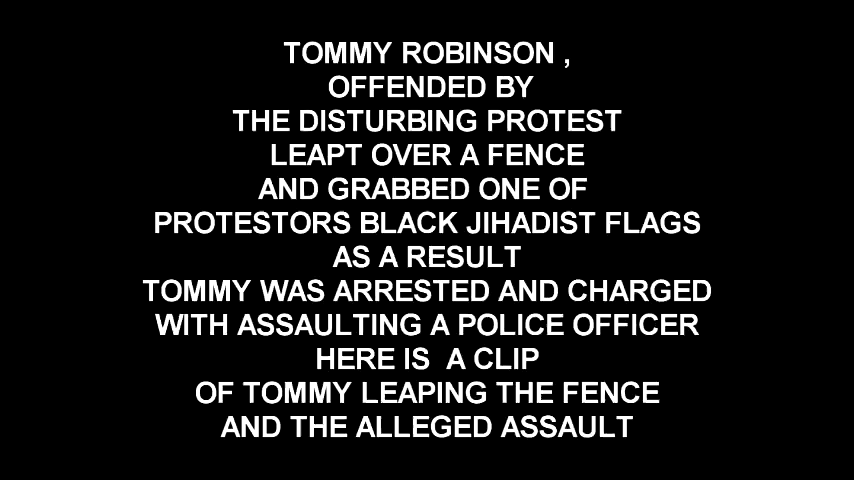 TOMMY ROBINSON ,
OFFENDED BY
THE DISTURBING PROTEST
LEAPT OVER A FENCE
AND GRABBED ONE OF
PROTESTORS BLACK JIHADIST FLAGS
AS A RESULT
TOMMY WAS ARRESTED AND CHARGED
WITH ASSAULTING A POLICE OFFICER
HERE IS  A CLIP
OF TOMMY LEAPING THE FENCE
AND THE ALLEGED ASSAULT